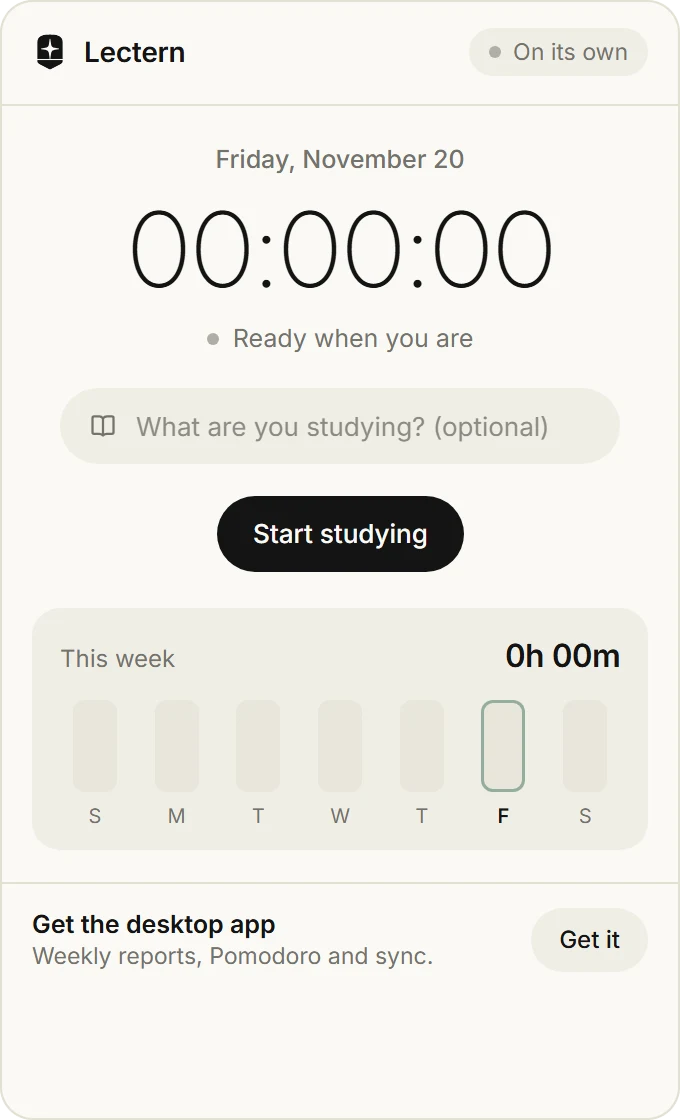 Lectern
On its own
Friday, November 20
00:00:00
Ready when you are
What are you studying? (optional)
Start studying
This week
0h 00m
S M T W T F S
Get the desktop app
Weekly reports, Pomodoro and sync.
Get it